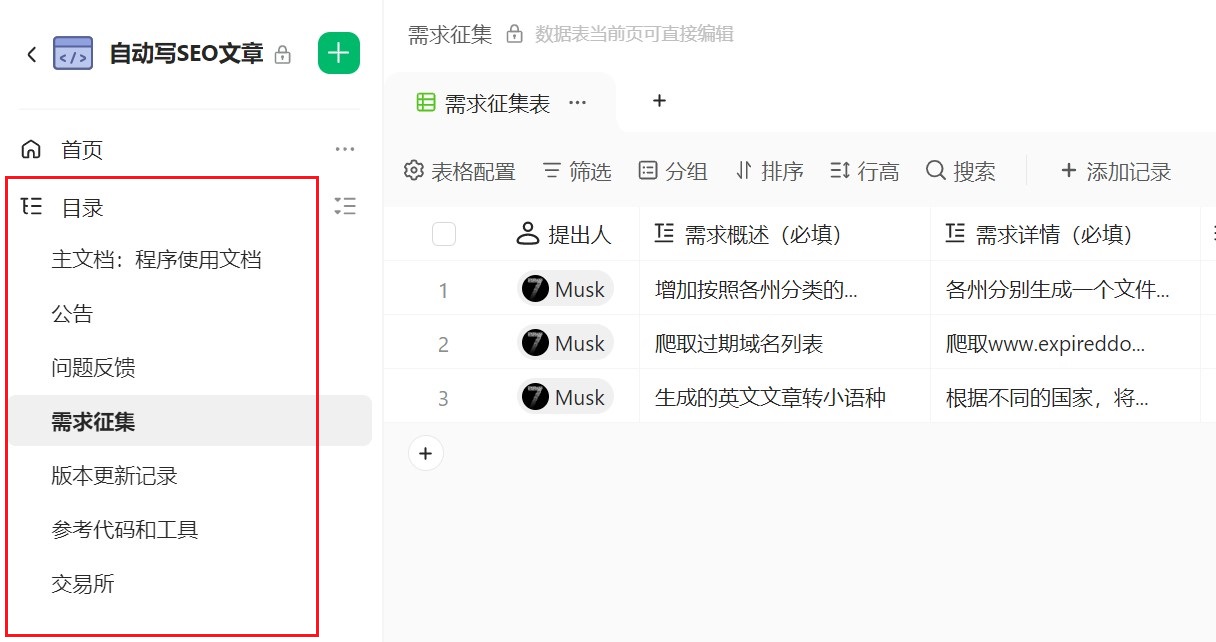 自动写SEO文章
首页
目录
主文档：程序使用文档
公告
问题反馈
需求征集
版本更新记录
参考代码和工具
交易所
需求征集 数据表当前页可直接编辑
需求征集表
表格配置 筛选 分组 排序 行高 搜索 添加记录
提出人 需求概述（必填） 需求详情（必填）
1 Musk 增加按照各州分类的... 各州分别生成一个文件...
2 Musk 爬取过期域名列表 爬取www.expireddo...
3 Musk 生成的英文文章转小语种 根据不同的国家，将...